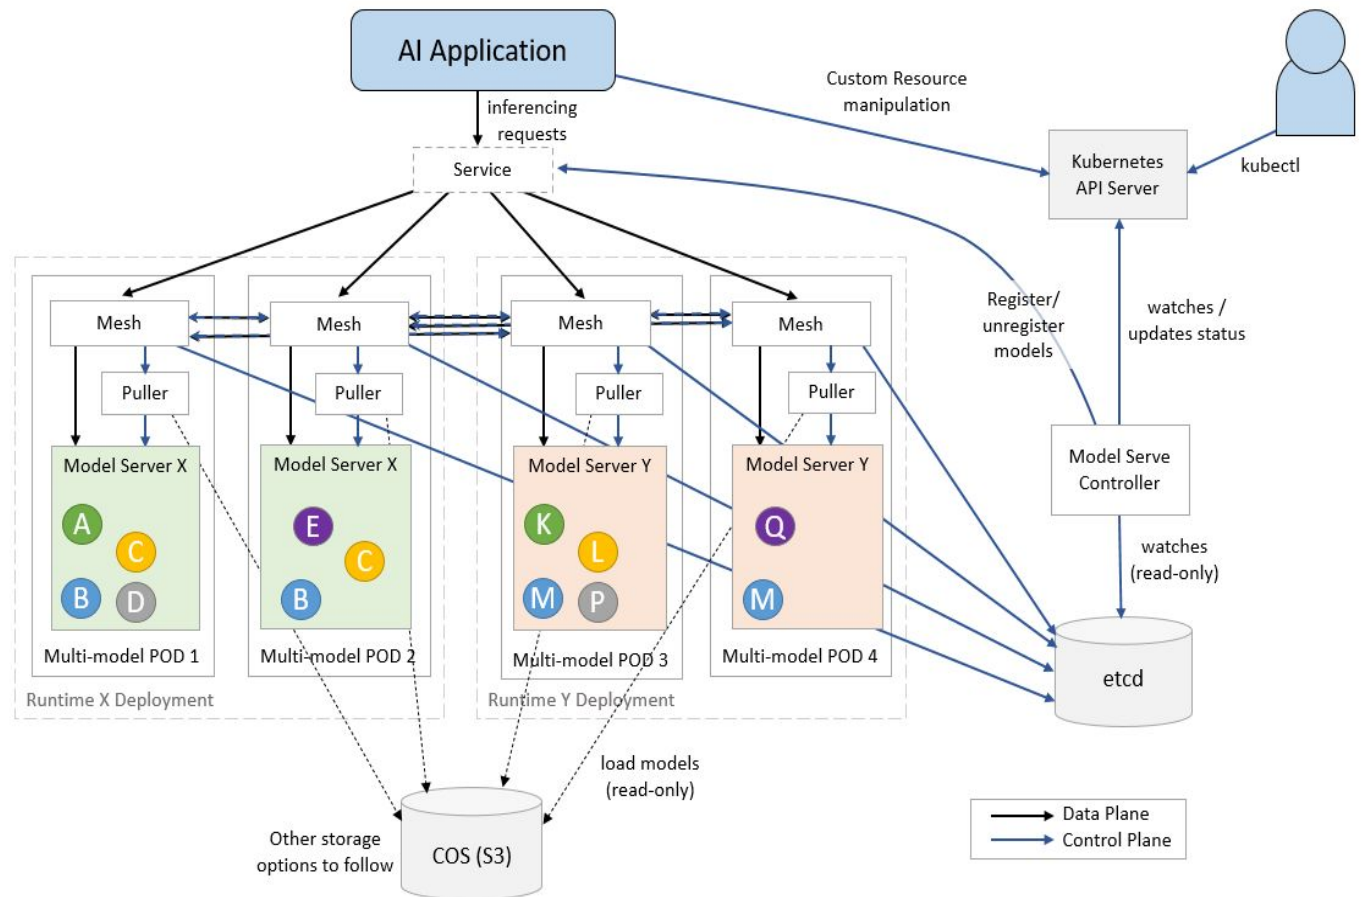 AI Application
inferencing
requests
Custom Resource
manipulation
Kubernetes
API Server
kubectl
Service
Mesh
Mesh
Mesh
Mesh
Register/
unregister
models
watches /
updates status
Puller
Puller
Puller
Puller
Model Server X
Model Server X
Model Server Y
Model Server Y
Model Serve
Controller
A
C
B
D
E
C
B
K
L
M
P
Q
M
watches
(read-only)
Multi-model POD 1
Multi-model POD 2
Multi-model POD 3
Multi-model POD 4
Runtime X Deployment
Runtime Y Deployment
etcd
load models
(read-only)
Other storage
options to follow
COS (S3)
Data Plane
Control Plane